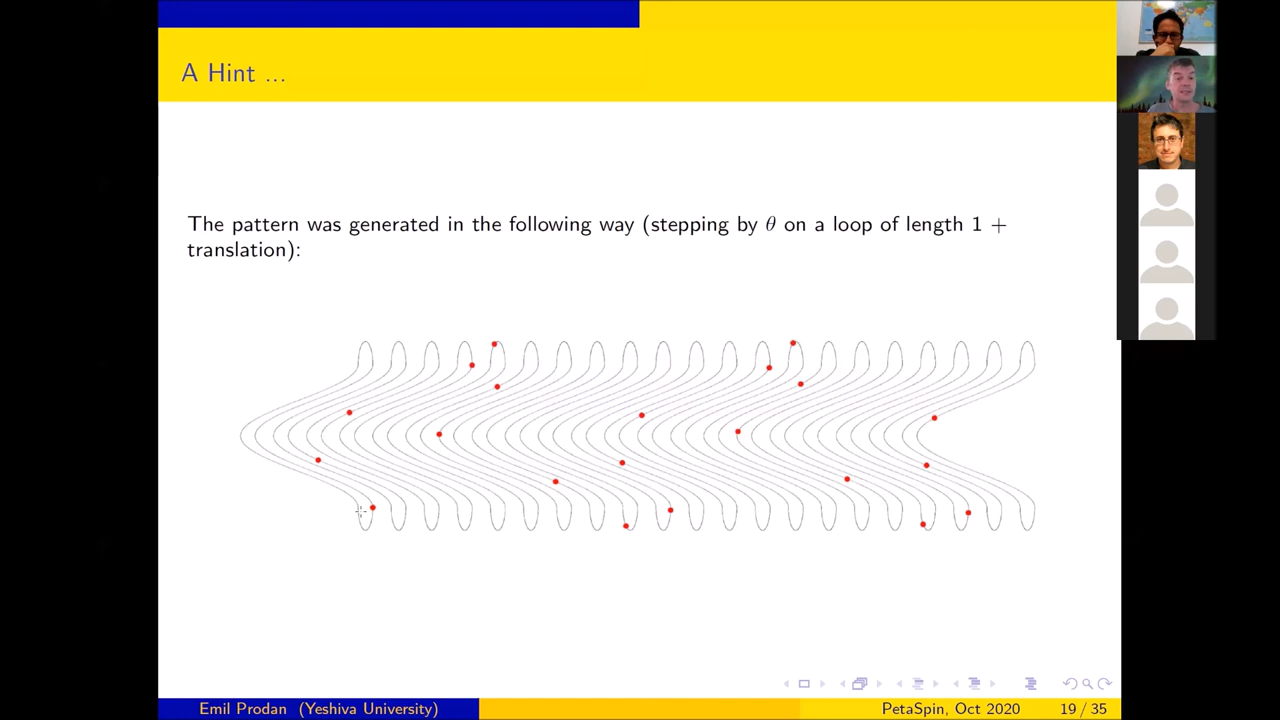 A Hint ...
The pattern was generated in the following way (stepping by θ on a loop of length 1 +
translation):
Emil Prodan (Yeshiva University)
PetaSpin, Oct 2020
19 / 35